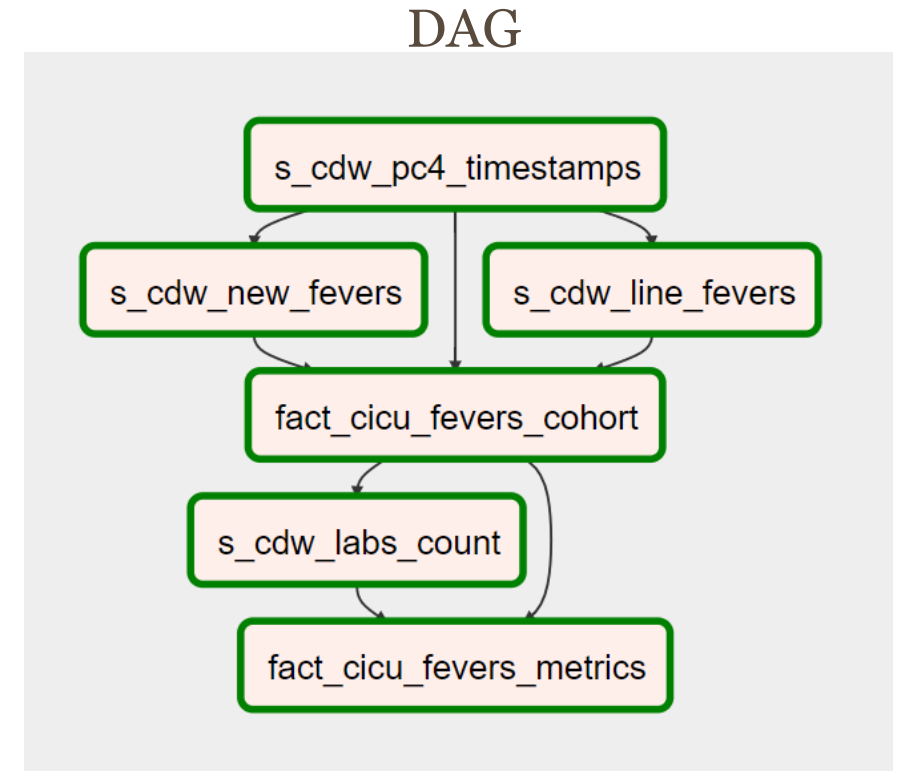 DAG
s_cdw_pc4_timestamps
s_cdw_new_fevers
s_cdw_line_fevers
fact_cicu_fevers_cohort
s_cdw_labs_count
fact_cicu_fevers_metrics